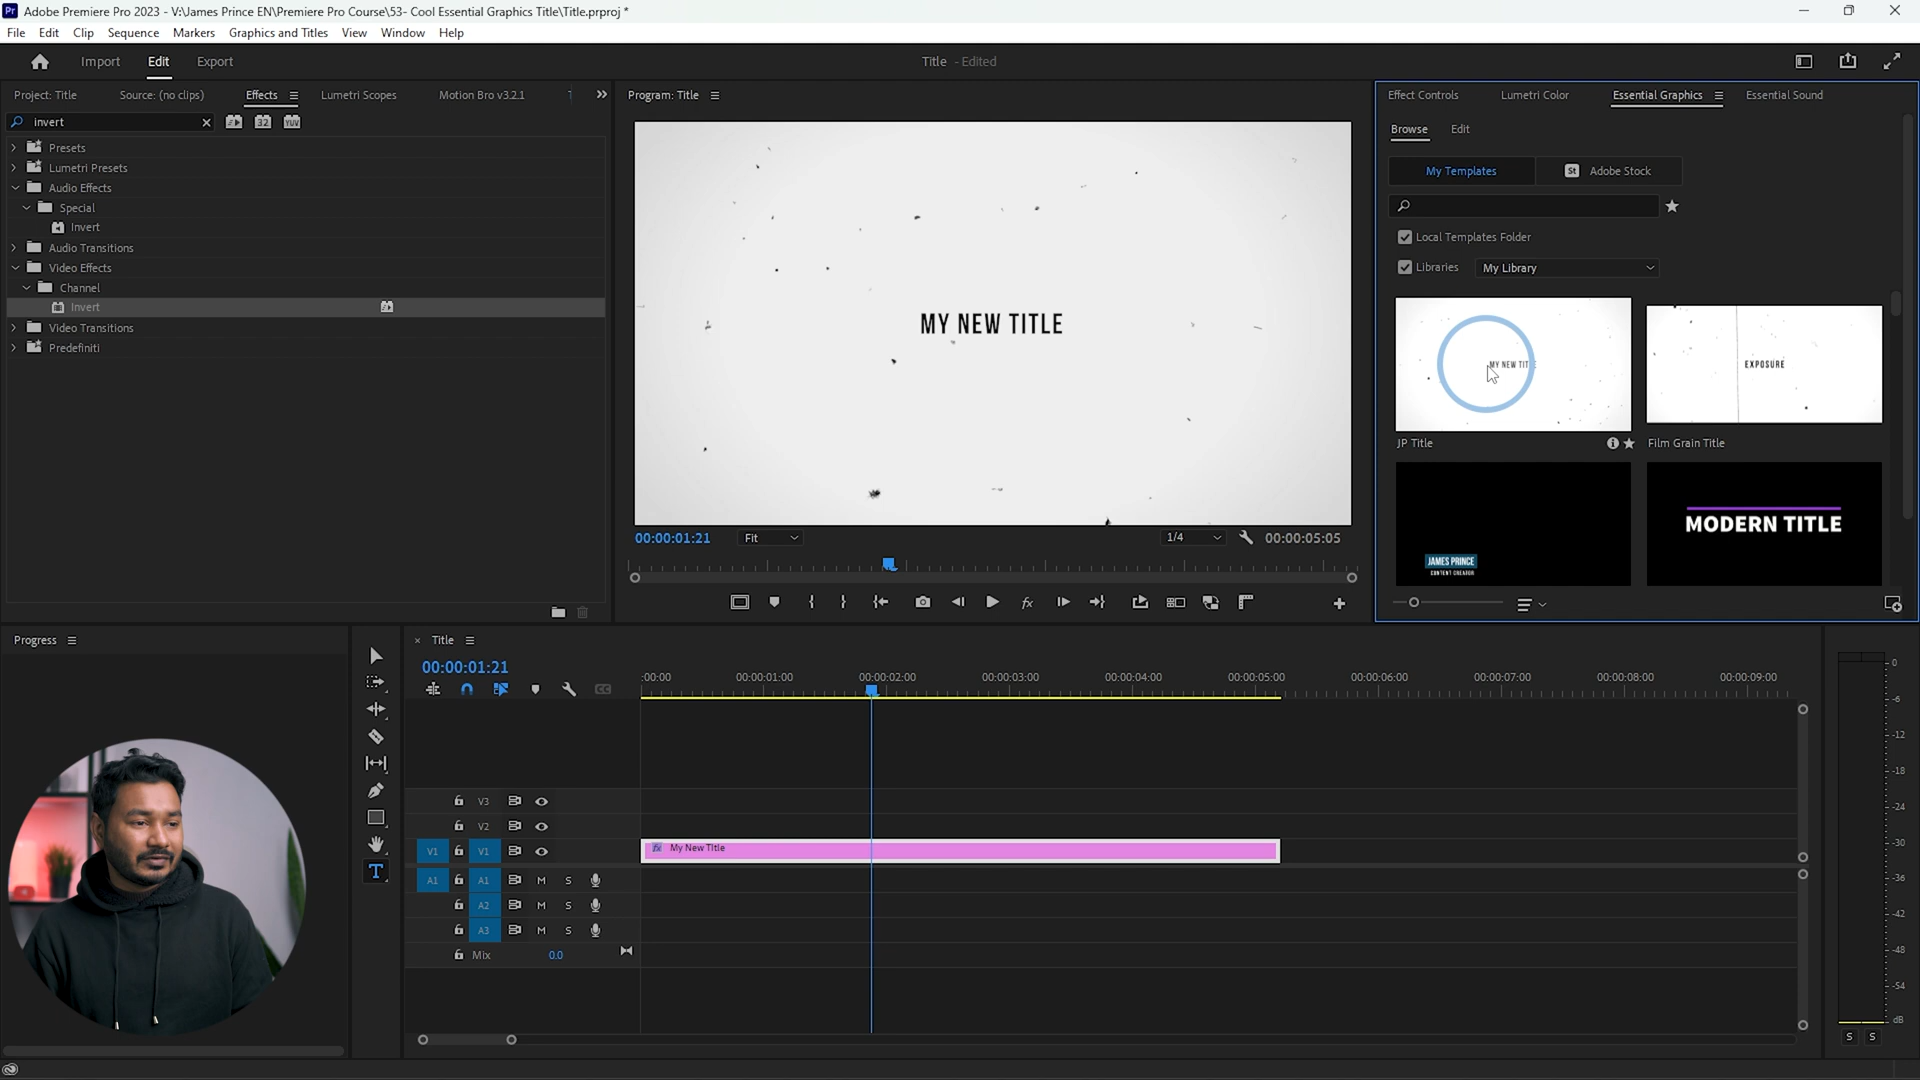 Adobe Premiere Pro 2023 - V:\James Prince EN\Premiere Pro Course\53- Cool Essential Graphics Title\Title.prproj *
File Edit Clip Sequence Markers Graphics and Titles View Window Help
Import Edit Export
Title - Edited
Project: Title Source: (no clips) Effects Lumetri Scopes Motion Bro v3.2.1
invert
32 YUV
Presets
Lumetri Presets
Audio Effects
Special
Invert
Audio Transitions
Video Effects
Channel
Invert
Video Transitions
Predefiniti
Program: Title
MY NEW TITLE
00:00:01:21 Fit 1/4 00:00:05:05
Effect Controls Lumetri Color Essential Graphics Essential Sound
Browse Edit
My Templates St Adobe Stock
Local Templates Folder
Libraries My Library
MY NEW TITLE
EXPOSURE
JP Title
Film Grain Title
JAMES PRINCE
CONTENT CREATOR
MODERN TITLE
Progress
Title
00:00:01:21
:00:00 00:00:01:00 00:00:02:00 00:00:03:00 00:00:04:00 00:00:05:00 00:00:06:00 00:00:07:00 00:00:08:00 00:00:09:00
V3
V2
V1 V1 fx My New Title
A1 A1 M S
A2 M S
A3 M S
Mix 0.0
0
-6
-12
-18
-24
-30
-36
-42
-48
-54
dB
S S